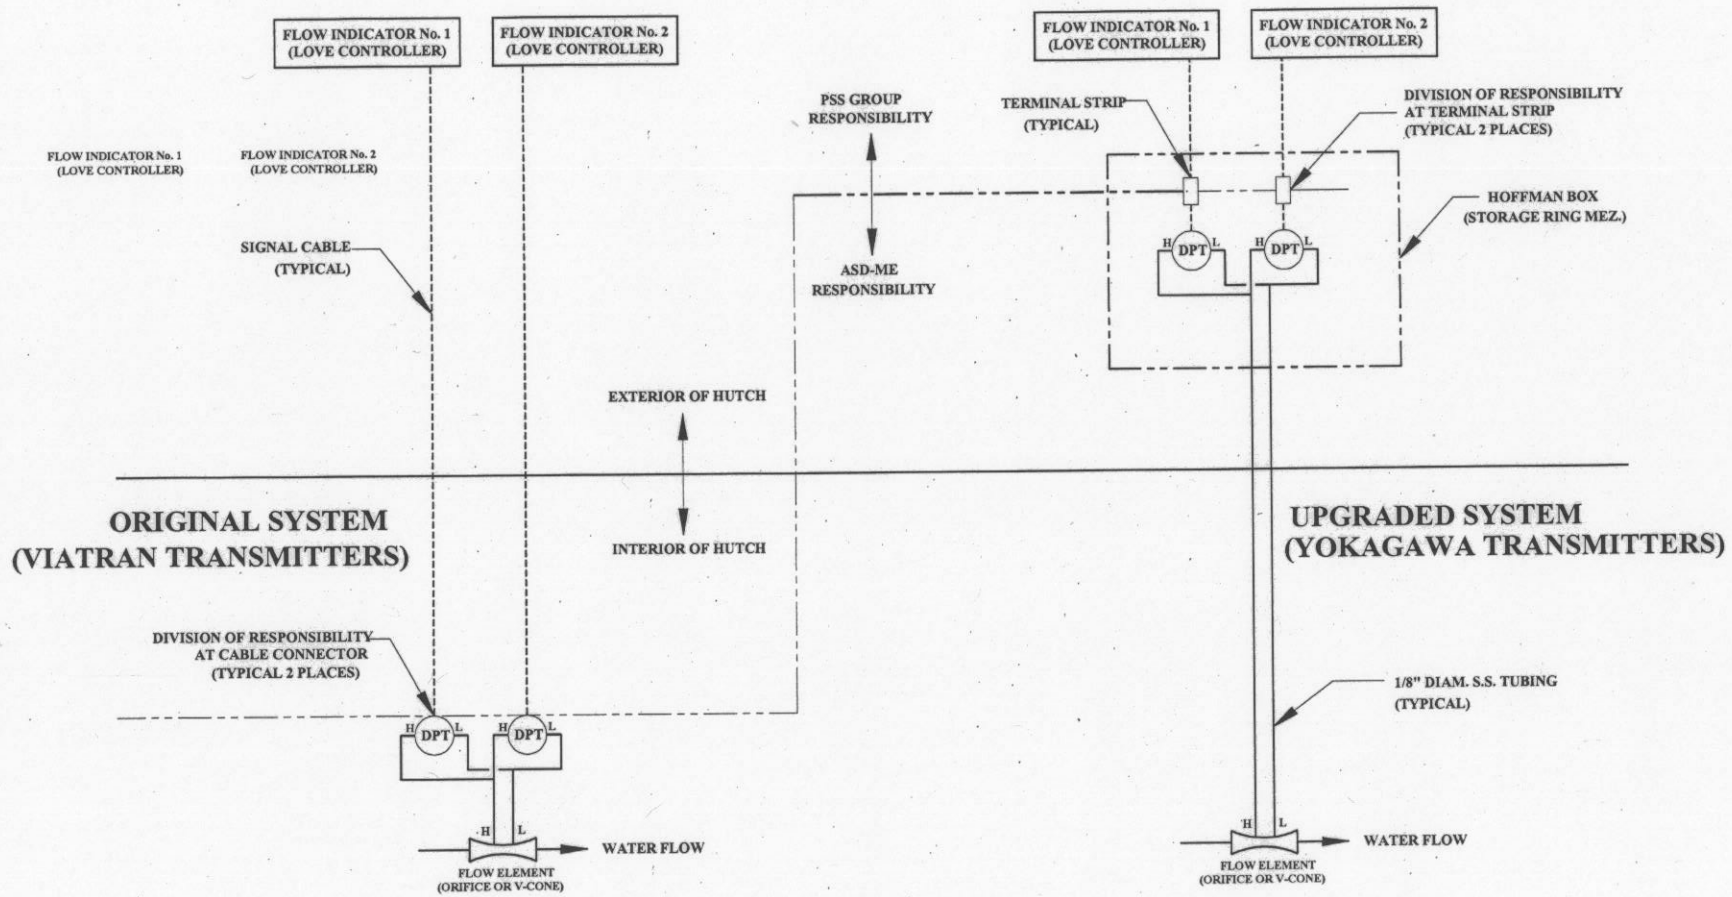 FLOW INDICATOR No. 1
(LOVE CONTROLLER)
FLOW INDICATOR No. 2
(LOVE CONTROLLER)
FLOW INDICATOR No. 1
(LOVE CONTROLLER)
FLOW INDICATOR No. 2
(LOVE CONTROLLER)
PSS GROUP
RESPONSIBILITY
TERMINAL STRIP
(TYPICAL)
DIVISION OF RESPONSIBILITY
AT TERMINAL STRIP
(TYPICAL 2 PLACES)
FLOW INDICATOR No. 1
(LOVE CONTROLLER)
FLOW INDICATOR No. 2
(LOVE CONTROLLER)
HOFFMAN BOX
(STORAGE RING MEZ.)
SIGNAL CABLE
(TYPICAL)
ASD-ME
RESPONSIBILITY
H DPT L
H DPT L
EXTERIOR OF HUTCH
INTERIOR OF HUTCH
ORIGINAL SYSTEM
(VIATRAN TRANSMITTERS)
UPGRADED SYSTEM
(YOKAGAWA TRANSMITTERS)
DIVISION OF RESPONSIBILITY
AT CABLE CONNECTOR
(TYPICAL 2 PLACES)
1/8" DIAM. S.S. TUBING
(TYPICAL)
H DPT L
H DPT L
H L
WATER FLOW
FLOW ELEMENT
(ORIFICE OR V-CONE)
H L
WATER FLOW
FLOW ELEMENT
(ORIFICE OR V-CONE)